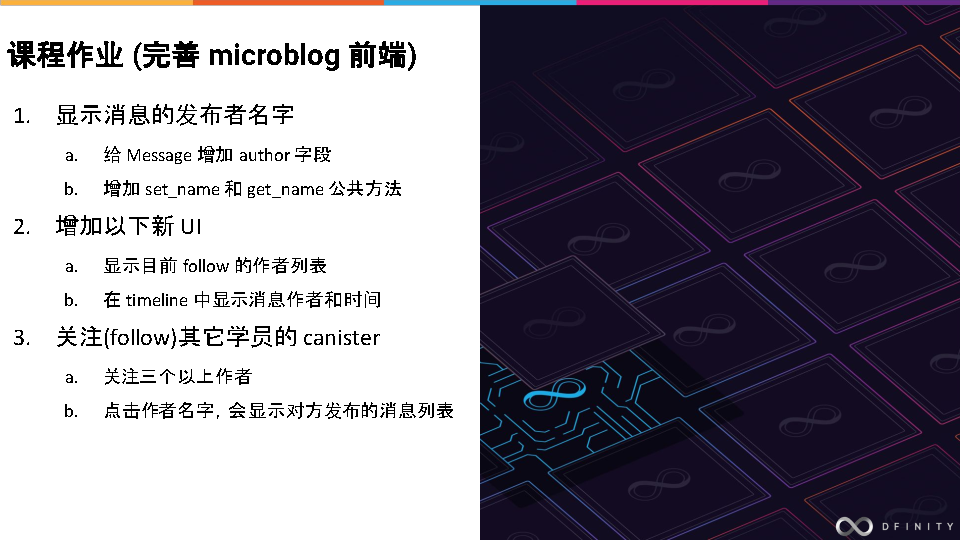 课程作业 (完善 microblog 前端)
1. 显示消息的发布者名字
a. 给 Message 增加 author 字段
b. 增加 set_name 和 get_name 公共方法
2. 增加以下新 UI
a. 显示目前 follow 的作者列表
b. 在 timeline 中显示消息作者和时间
3. 关注(follow)其它学员的 canister
a. 关注三个以上作者
b. 点击作者名字，会显示对方发布的消息列表
DFINITY